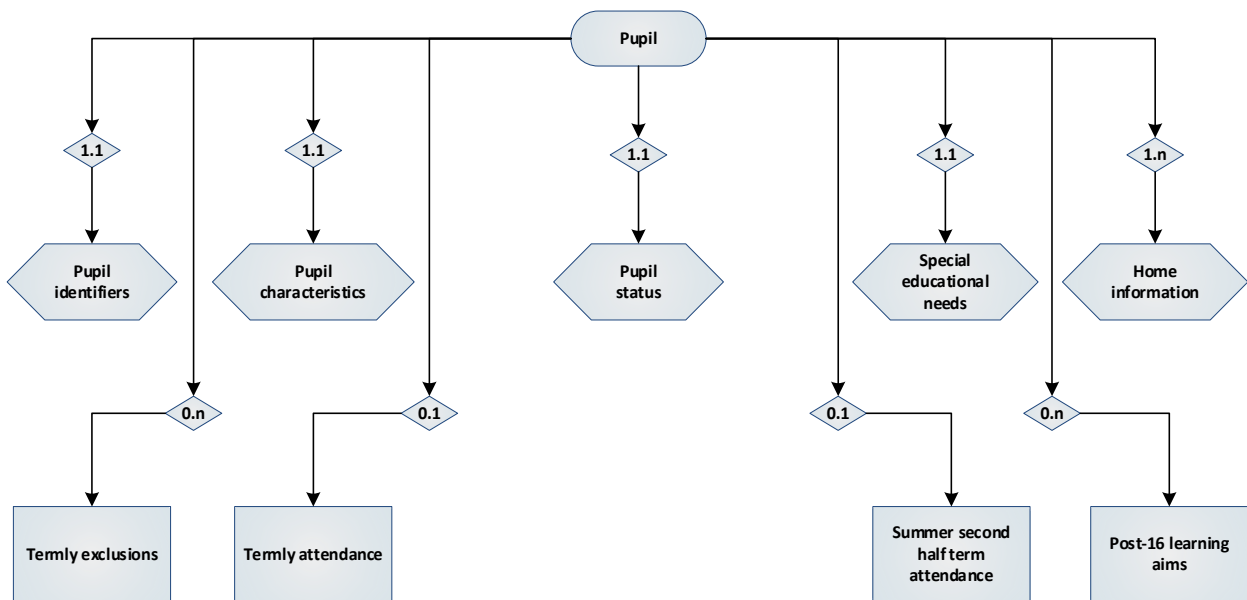 Pupil
1.1
1.1
1.1
1.1
1.n
Pupil
identifiers
Pupil
characteristics
Pupil
status
Special
educational
needs
Home
information
0.n
0.1
0.1
0.n
Termly exclusions
Termly attendance
Summer second
half term
attendance
Post-16 learning
aims